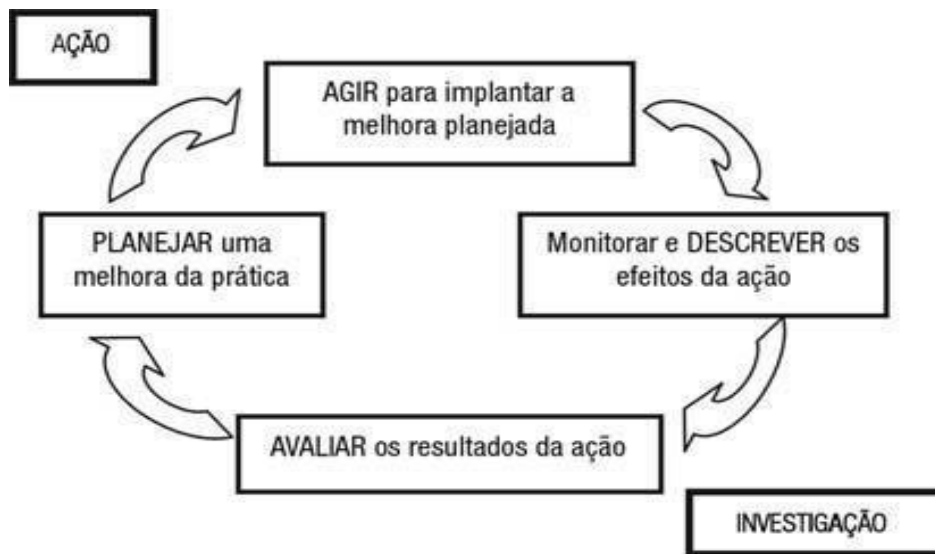 AÇÃO
AGIR para implantar a
melhora planejada
PLANEJAR uma
melhora da prática
Monitorar e DESCREVER os
efeitos da ação
AVALIAR os resultados da ação
INVESTIGAÇÃO